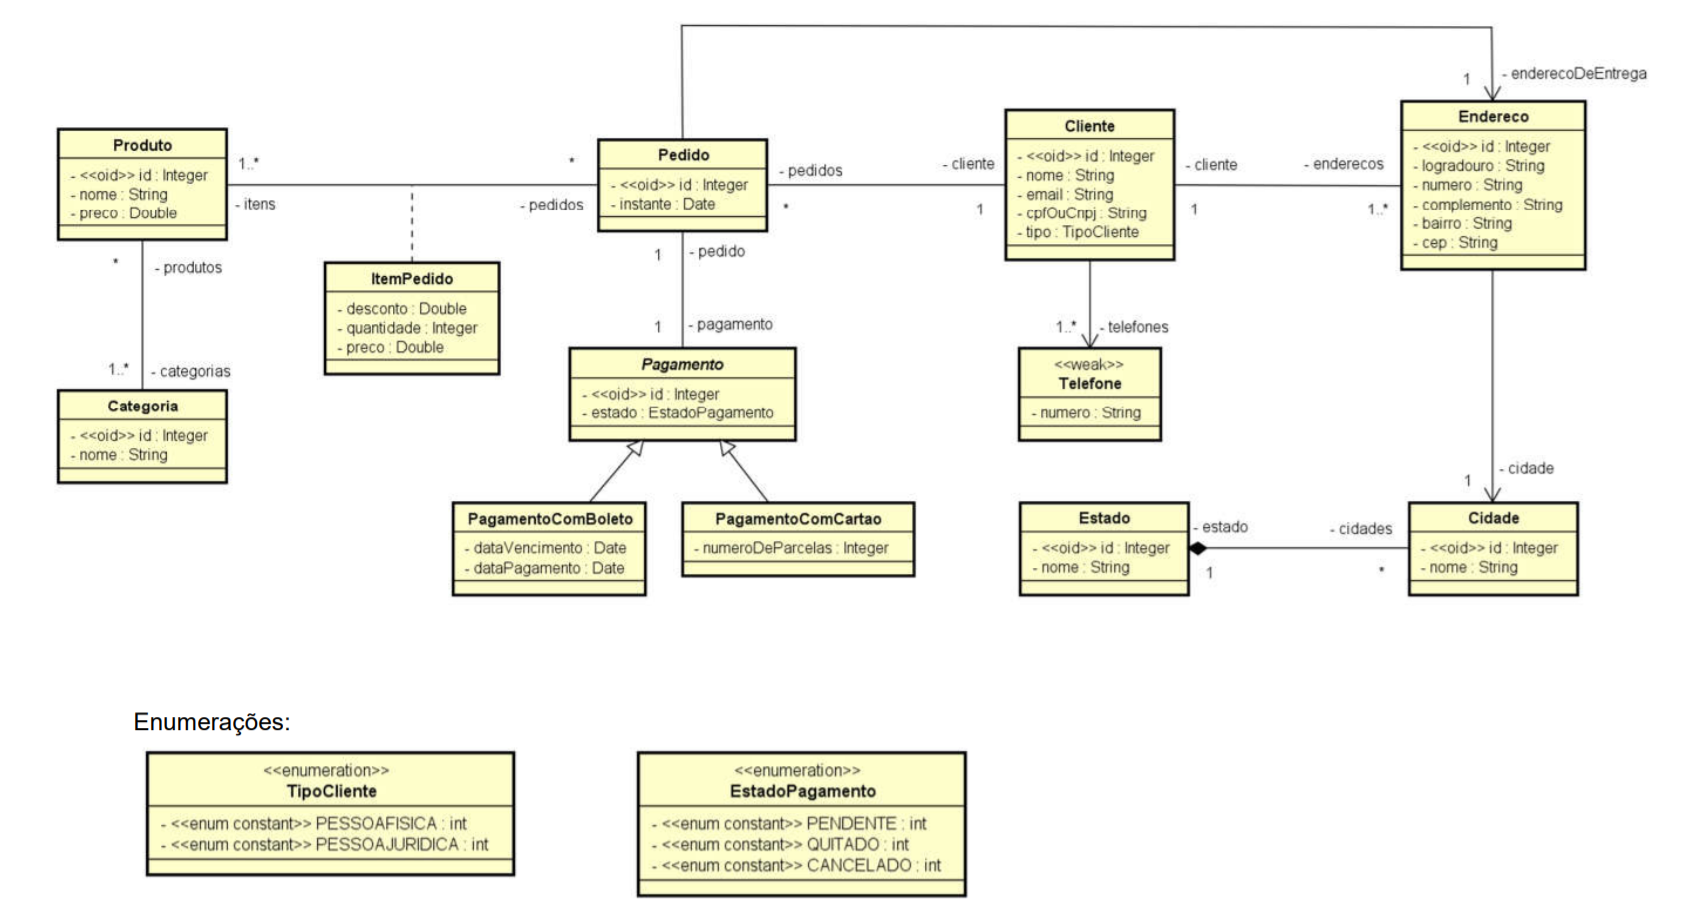 1
- enderecoDeEntrega
Produto
- <<oid>> id : Integer
- nome : String
- preco : Double
1..*
- itens
*
- pedidos
Pedido
- <<oid>> id : Integer
- instante : Date
- pedidos
*
- cliente
1
Cliente
- <<oid>> id : Integer
- nome : String
- email : String
- cpfOuCnpj : String
- tipo : TipoCliente
- cliente
1
- enderecos
1..*
Endereco
- <<oid>> id : Integer
- logradouro : String
- numero : String
- complemento : String
- bairro : String
- cep : String
*
- produtos
1..*
- categorias
Categoria
- <<oid>> id : Integer
- nome : String
ItemPedido
- desconto : Double
- quantidade : Integer
- preco : Double
1
- pedido
1
- pagamento
Pagamento
- <<oid>> id : Integer
- estado : EstadoPagamento
1..*
- telefones
<<weak>>
Telefone
- numero : String
PagamentoComBoleto
- dataVencimento : Date
- dataPagamento : Date
PagamentoComCartao
- numeroDeParcelas : Integer
1
- cidade
Estado
- <<oid>> id : Integer
- nome : String
- estado
1
- cidades
*
Cidade
- <<oid>> id : Integer
- nome : String
Enumerações:
<<enumeration>>
TipoCliente
- <<enum constant>> PESSOAFISICA : int
- <<enum constant>> PESSOAJURIDICA : int
<<enumeration>>
EstadoPagamento
- <<enum constant>> PENDENTE : int
- <<enum constant>> QUITADO : int
- <<enum constant>> CANCELADO : int